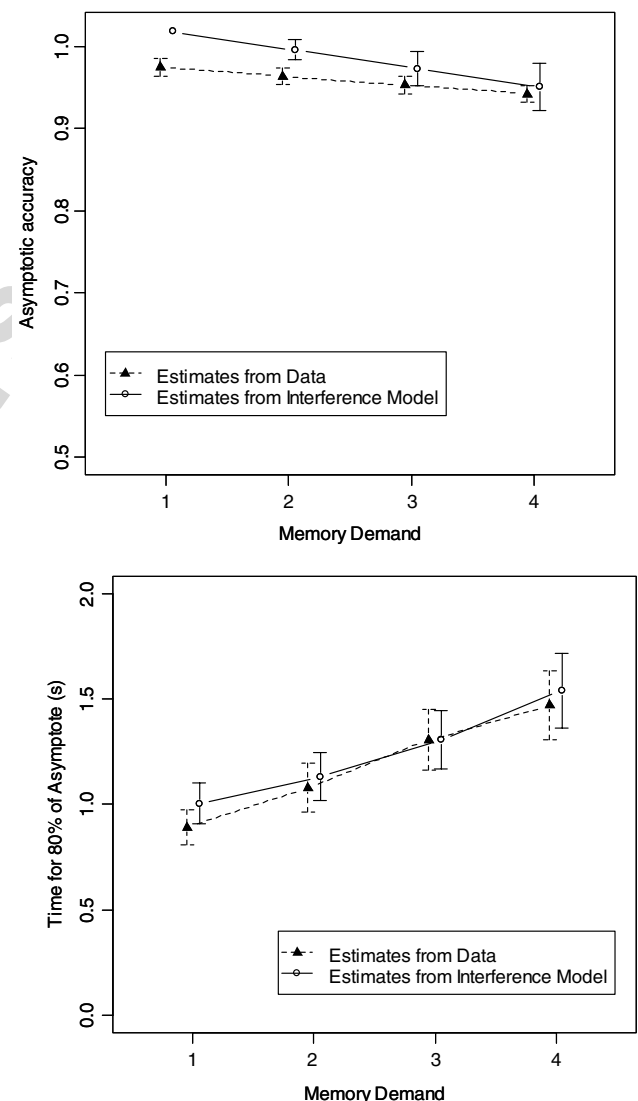 Asymptotic accuracy
1.0
0.9
0.8
0.7
0.6
0.5
Estimates from Data
Estimates from Interference Model
1 2 3 4
Memory Demand
Time for 80% of Asymptote (s)
2.0
1.5
1.0
0.5
0.0
Estimates from Data
Estimates from Interference Model
1 2 3 4
Memory Demand